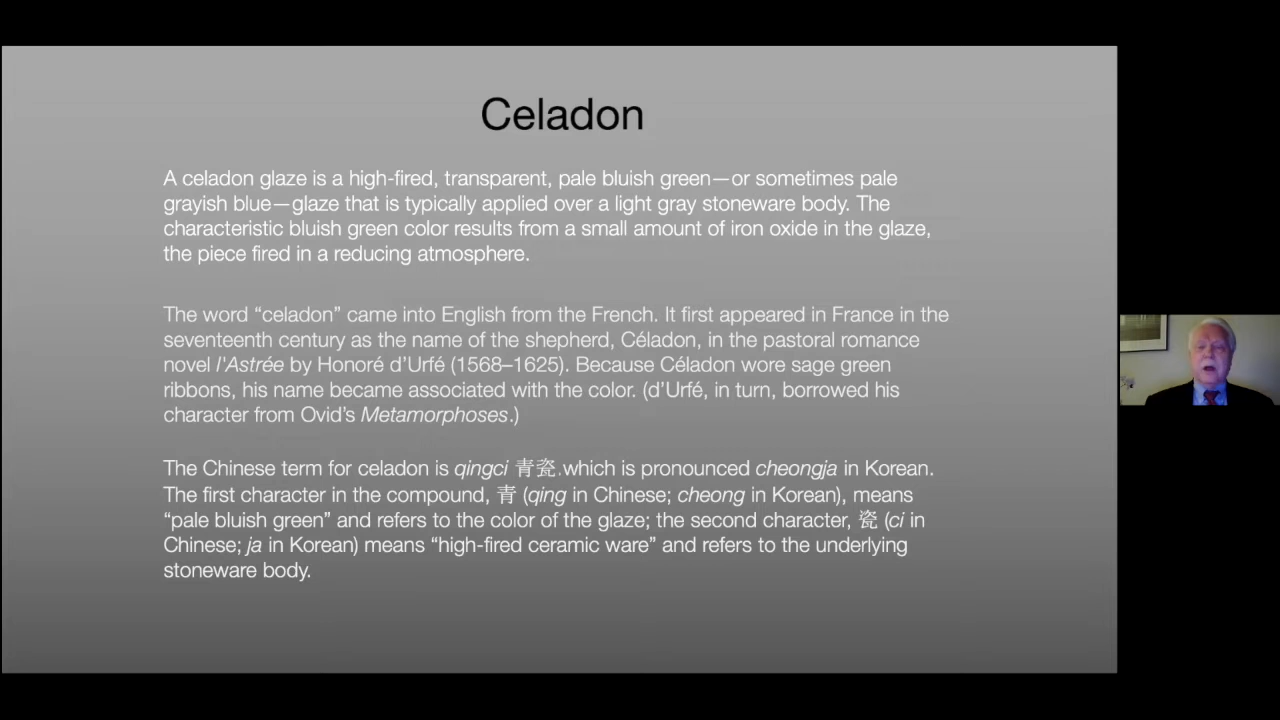 Celadon
A celadon glaze is a high-fired, transparent, pale bluish green—or sometimes pale
grayish blue—glaze that is typically applied over a light gray stoneware body. The
characteristic bluish green color results from a small amount of iron oxide in the glaze,
the piece fired in a reducing atmosphere.
The word “celadon” came into English from the French. It first appeared in France in the
seventeenth century as the name of the shepherd, Céladon, in the pastoral romance
novel l'Astrée by Honoré d’Urfé (1568–1625). Because Céladon wore sage green
ribbons, his name became associated with the color. (d’Urfé, in turn, borrowed his
character from Ovid’s Metamorphoses.)
The Chinese term for celadon is qingci 青瓷.which is pronounced cheongja in Korean.
The first character in the compound, 青 (qing in Chinese; cheong in Korean), means
“pale bluish green” and refers to the color of the glaze; the second character, 瓷 (ci in
Chinese; ja in Korean) means “high-fired ceramic ware” and refers to the underlying
stoneware body.